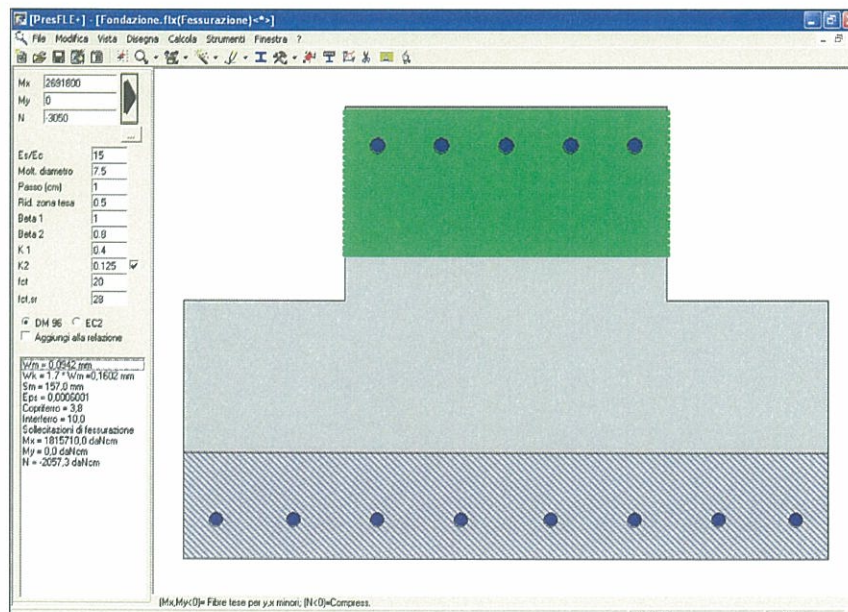 [PresFLE+] - [Fondazione.flx(Fessurazione)<*>]
File Modifica Vista Disegna Calcola Strumenti Finestra ?
Mx 2691600
My 0
N -3050
...
Es/Ec 15
Molt. diametro 7.5
Passo (cm) 1
Rid. zona tesa 0.5
Beta 1 1
Beta 2 0.8
K 1 0.4
K2 0.125
fct 20
fct,sr 28
DM 96 EC2
Aggiungi alla relazione
Wm = 0,0942 mm
Wk = 1.7 * Wm =0,1602 mm
Sm = 157,0 mm
Eps = 0,0006001
Copriferro = 3,8
Interferro = 10,0
Sollecitazioni di fessurazione
Mx = 1815710,0 daNcm
My = 0,0 daNcm
N = -2057,3 daNcm
[Mx,My<0]= Fibre tese per y,x minori; [N<0]=Compress.